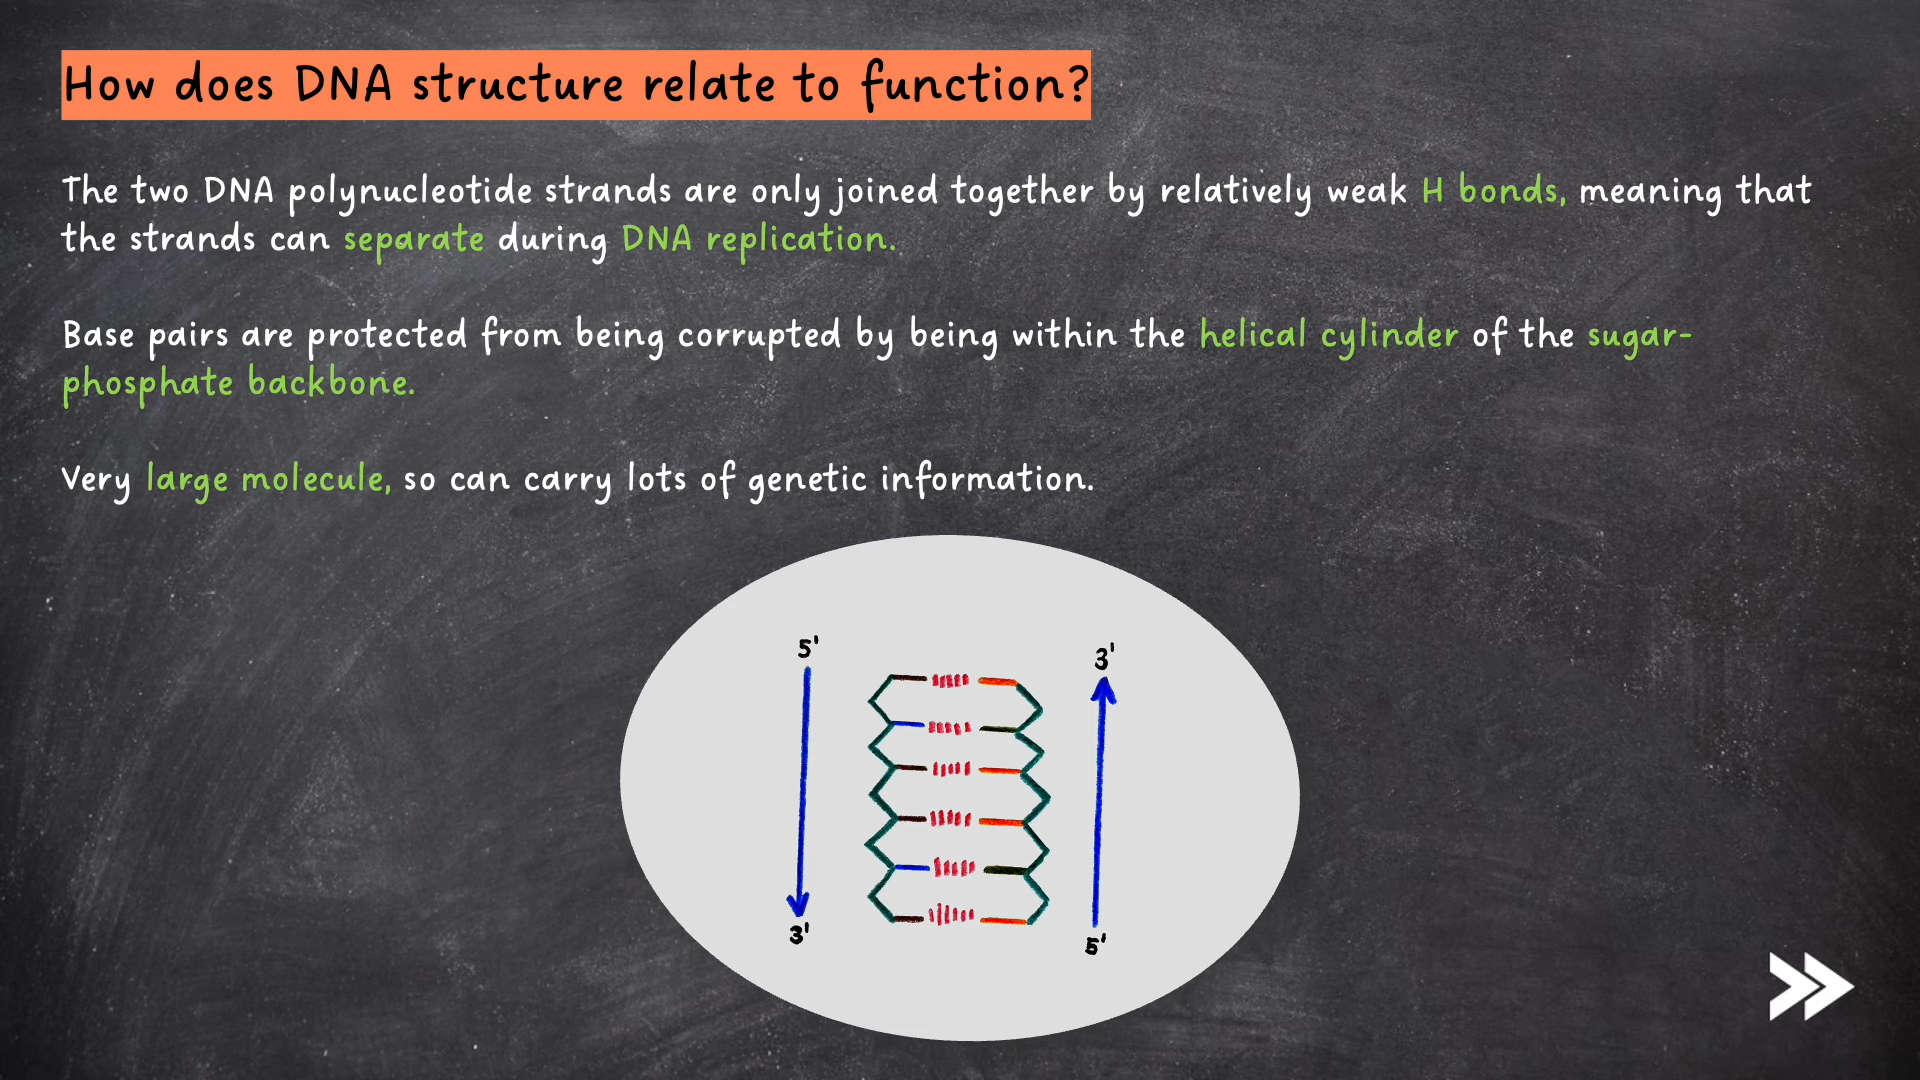 How does DNA structure relate to function?
The two DNA polynucleotide strands are only joined together by relatively weak H bonds, meaning that
the strands can separate during DNA replication.
Base pairs are protected from being corrupted by being within the helical cylinder of the sugar-
phosphate backbone.
Very large molecule, so can carry lots of genetic information.
5'
3'
3'
5'